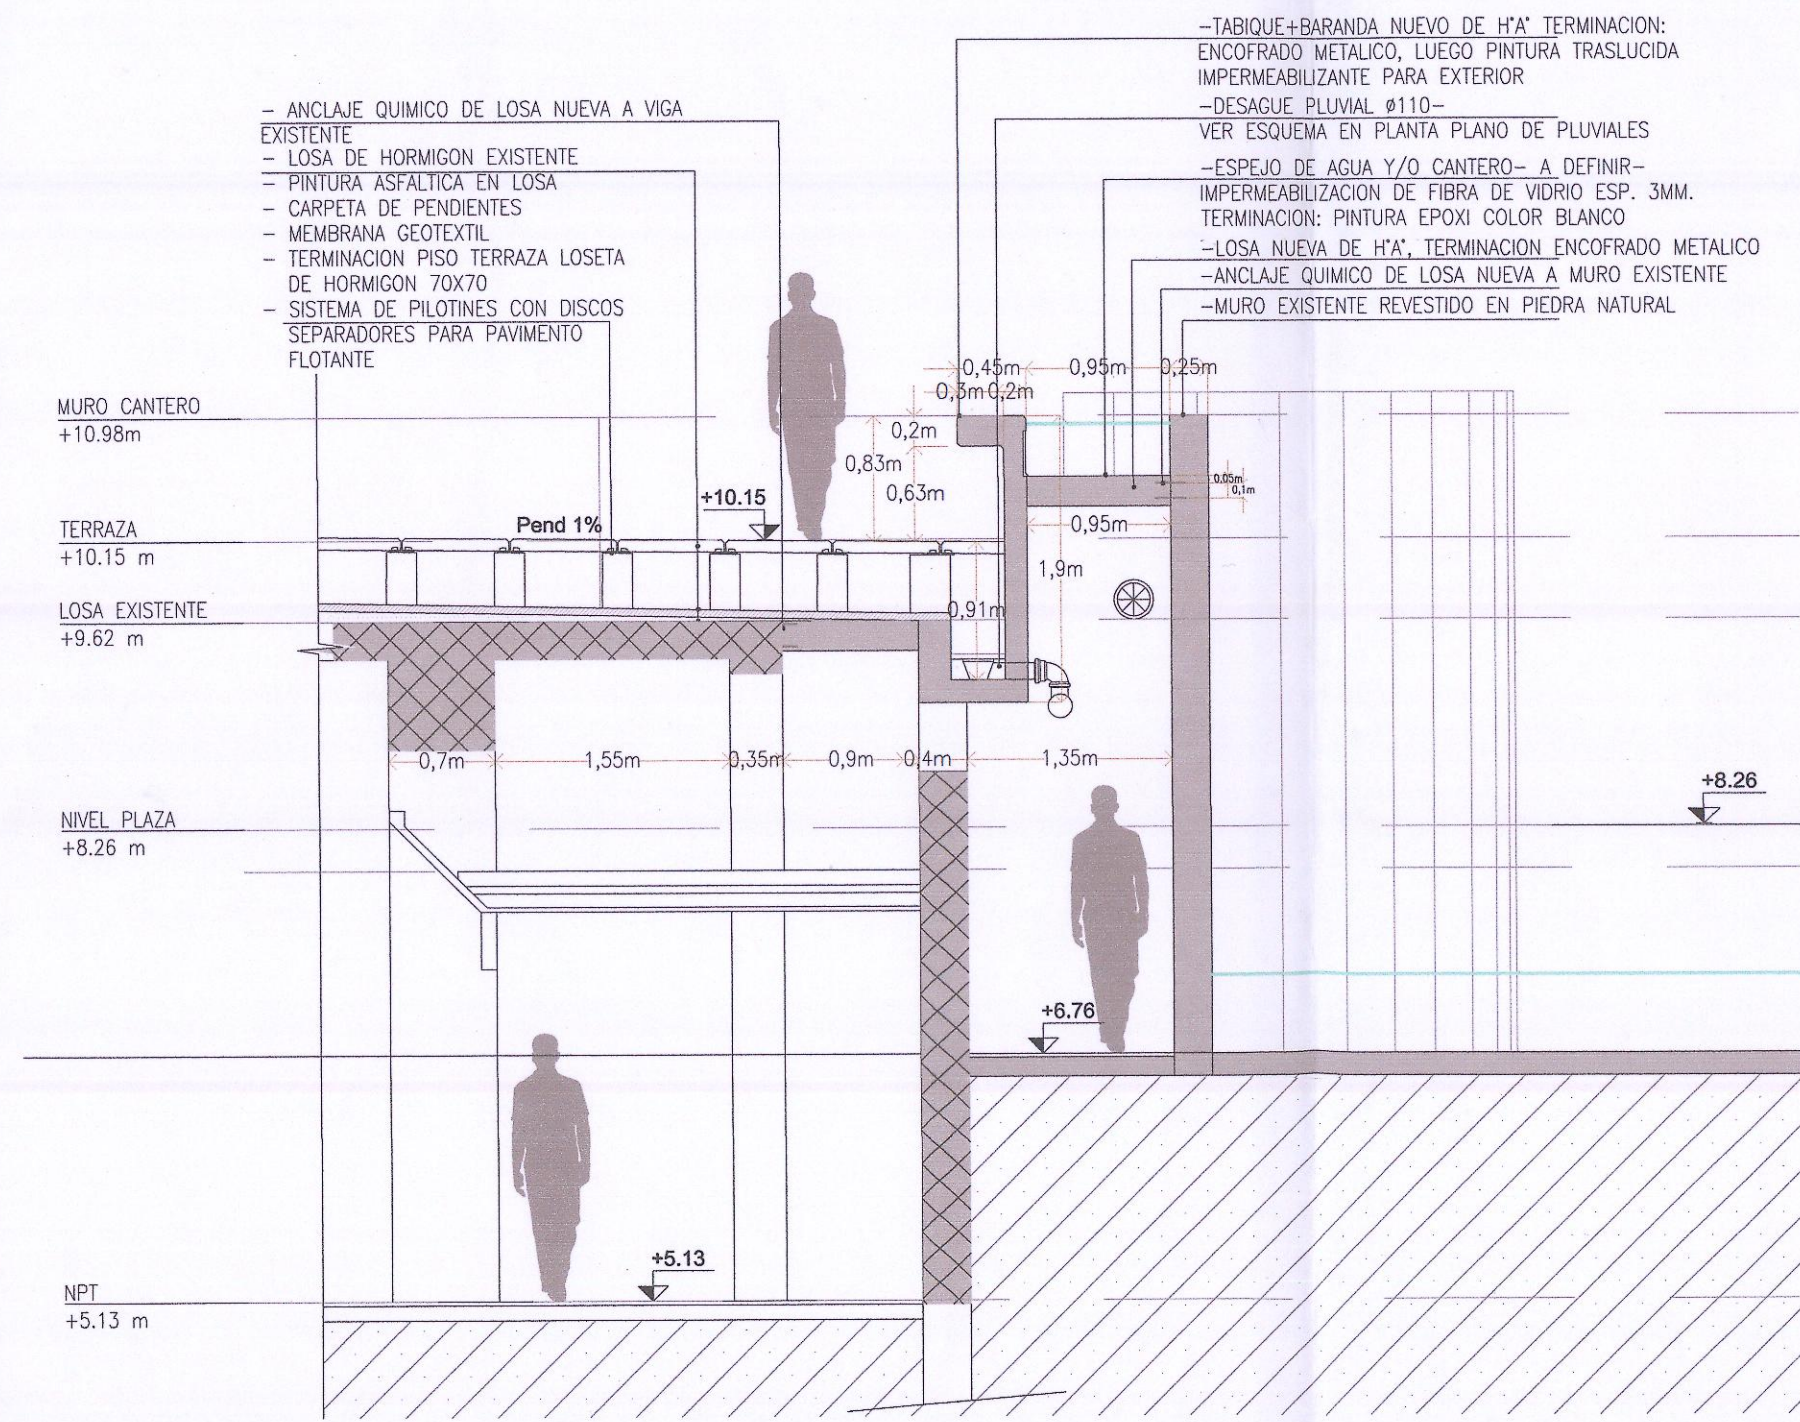 -TABIQUE+BARANDA NUEVO DE H°A° TERMINACION:
ENCOFRADO METALICO, LUEGO PINTURA TRASLUCIDA
IMPERMEABILIZANTE PARA EXTERIOR
-DESAGUE PLUVIAL ø110-
VER ESQUEMA EN PLANTA PLANO DE PLUVIALES
-ESPEJO DE AGUA Y/O CANTERO- A DEFINIR-
IMPERMEABILIZACION DE FIBRA DE VIDRIO ESP. 3MM.
TERMINACION: PINTURA EPOXI COLOR BLANCO
-LOSA NUEVA DE H°A°, TERMINACION ENCOFRADO METALICO
-ANCLAJE QUIMICO DE LOSA NUEVA A MURO EXISTENTE
-MURO EXISTENTE REVESTIDO EN PIEDRA NATURAL
- ANCLAJE QUIMICO DE LOSA NUEVA A VIGA
EXISTENTE
- LOSA DE HORMIGON EXISTENTE
- PINTURA ASFALTICA EN LOSA
- CARPETA DE PENDIENTES
- MEMBRANA GEOTEXTIL
- TERMINACION PISO TERRAZA LOSETA
DE HORMIGON 70X70
- SISTEMA DE PILOTINES CON DISCOS
SEPARADORES PARA PAVIMENTO
FLOTANTE
0,45m 0,95m 0,25m
0,3m 0,2m
MURO CANTERO
+10.98m
0,2m
0,83m
0,63m
0.05m
0,1m
+10.15
Pend 1%
0,95m
TERRAZA
+10.15 m
1,9m
LOSA EXISTENTE
+9.62 m
0,91m
0,7m 1,55m 0,35m 0,9m 0,4m 1,35m
+8.26
NIVEL PLAZA
+8.26 m
+6.76
+5.13
NPT
+5.13 m